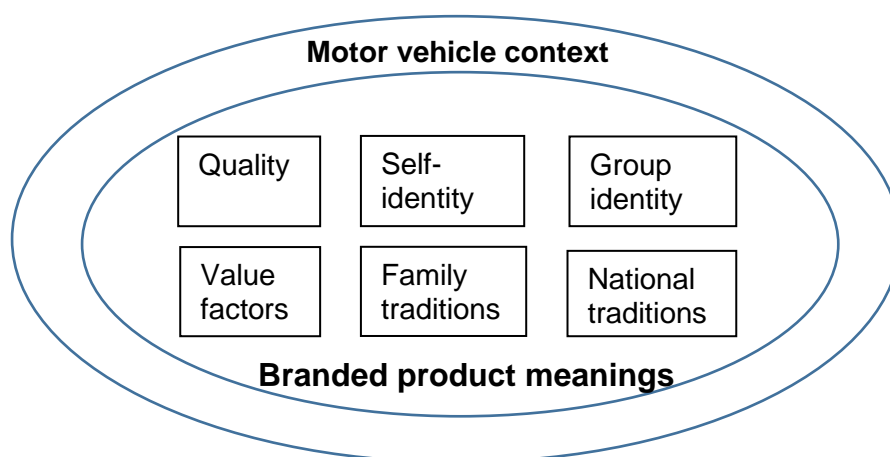 Motor vehicle context
Quality
Self-
identity
Group
identity
Value
factors
Family
traditions
National
traditions
Branded product meanings